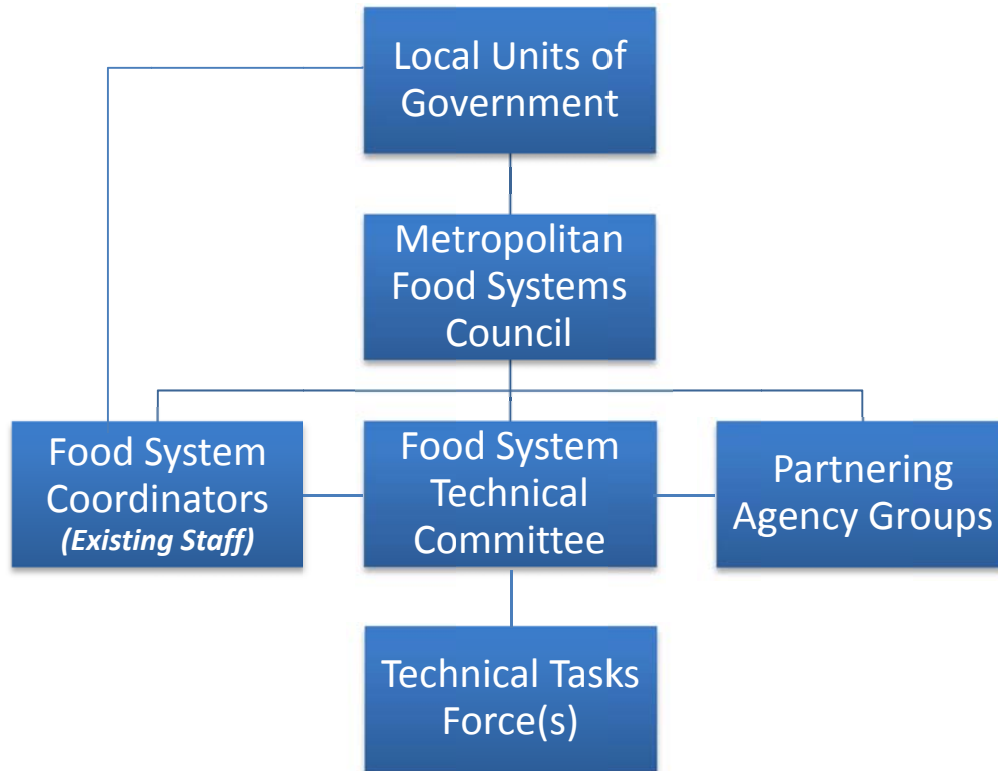 Local Units of
Government
Metropolitan
Food Systems
Council
Food System
Coordinators
(Existing Staff)
Food System
Technical
Committee
Partnering
Agency Groups
Technical Tasks
Force(s)